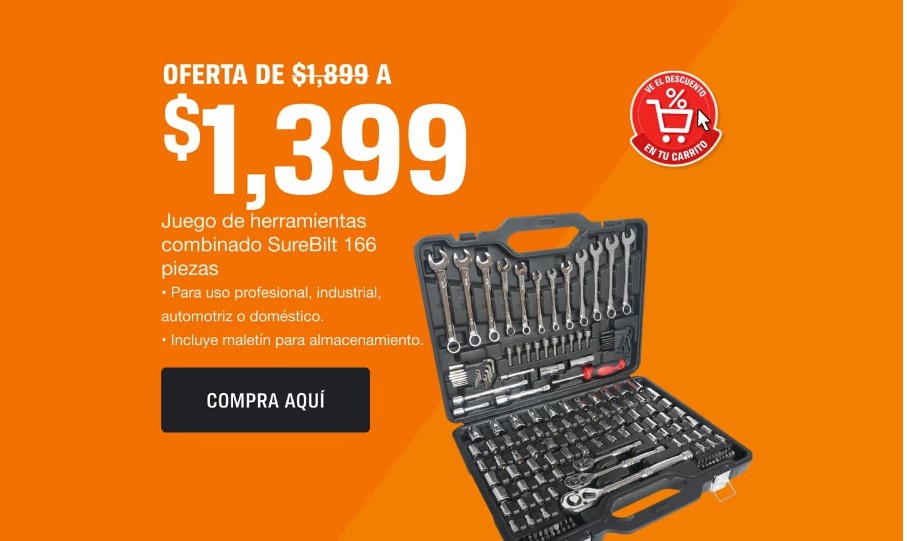 OFERTA DE $1,899 A
$1,399
Juego de herramientas
combinado SureBilt 166
piezas
• Para uso profesional, industrial,
automotriz o doméstico.
• Incluye maletín para almacenamiento.
COMPRA AQUÍ
VE EL DESCUENTO
%
EN TU CARRITO